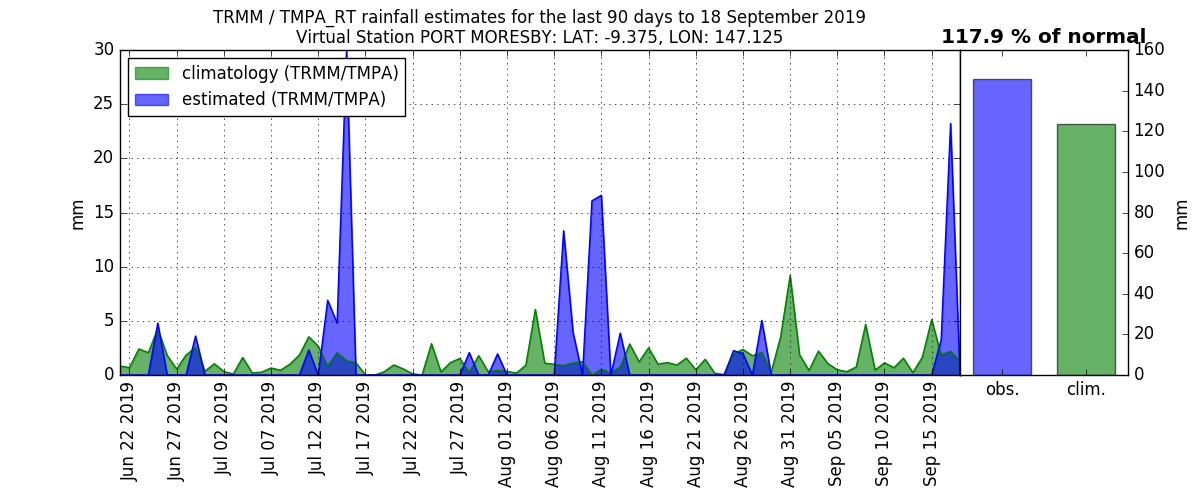 TRMM / TMPA_RT rainfall estimates for the last 90 days to 18 September 2019
Virtual Station PORT MORESBY: LAT: -9.375, LON: 147.125
117.9 % of normal
climatology (TRMM/TMPA)
estimated (TRMM/TMPA)
30
25
20
15
10
5
0
mm
Jun 22 2019
Jun 27 2019
Jul 02 2019
Jul 07 2019
Jul 12 2019
Jul 17 2019
Jul 22 2019
Jul 27 2019
Aug 01 2019
Aug 06 2019
Aug 11 2019
Aug 16 2019
Aug 21 2019
Aug 26 2019
Aug 31 2019
Sep 05 2019
Sep 10 2019
Sep 15 2019
obs.
clim.
160
140
120
100
80
60
40
20
0
mm